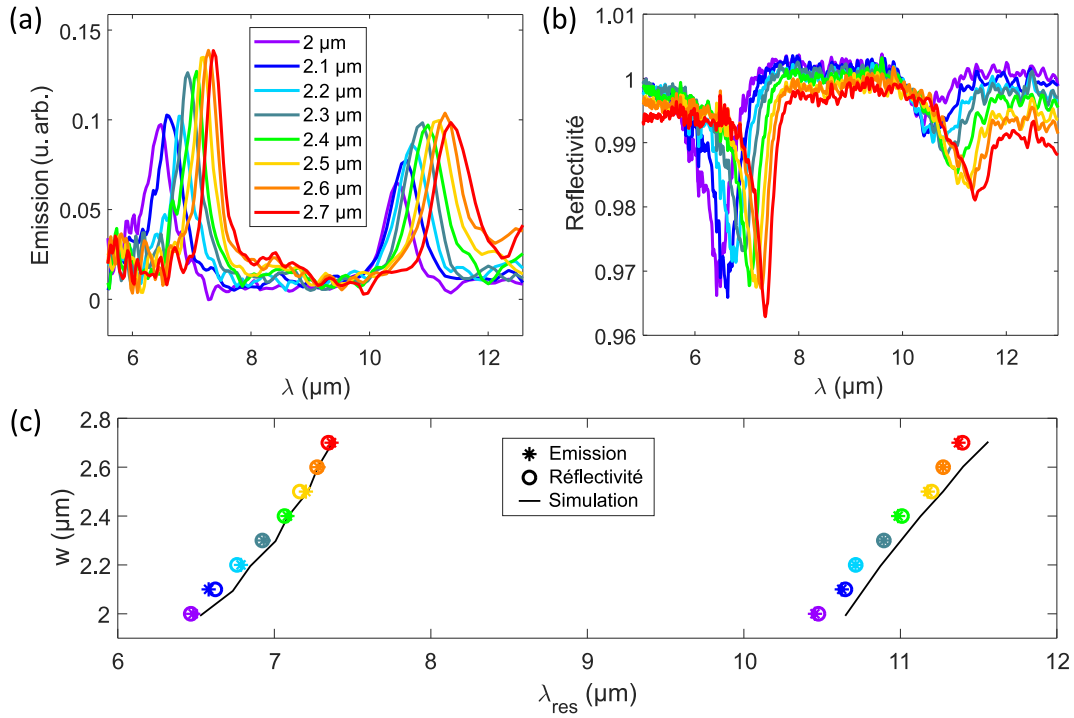 (a)
Emission (u. arb.)
0.15
0.1
0.05
0
2 µm
2.1 µm
2.2 µm
2.3 µm
2.4 µm
2.5 µm
2.6 µm
2.7 µm
6
8
10
12
λ (µm)
(b)
Reflectivité
1
0.99
0.98
0.97
0.96
6
8
10
12
λ (µm)
(c)
w (µm)
2.8
2.6
2.4
2.2
2
Emission
Réflectivité
Simulation
6
7
8
9
10
11
12
λres (µm)